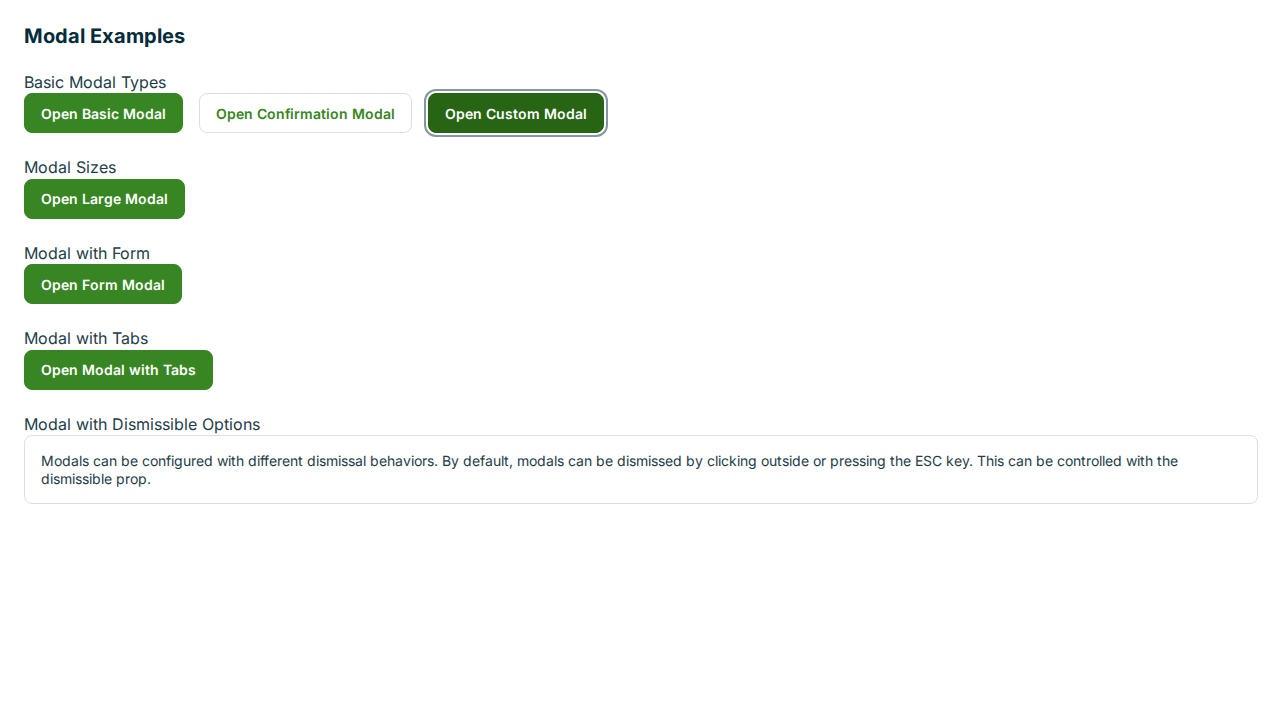 Modal Examples
Basic Modal Types
Open Basic Modal
Open Confirmation Modal
Open Custom Modal
Modal Sizes
Open Large Modal
Modal with Form
Open Form Modal
Modal with Tabs
Open Modal with Tabs
Modal with Dismissible Options
Modals can be configured with different dismissal behaviors. By default, modals can be dismissed by clicking outside or pressing the ESC key. This can be controlled with the
dismissible prop.